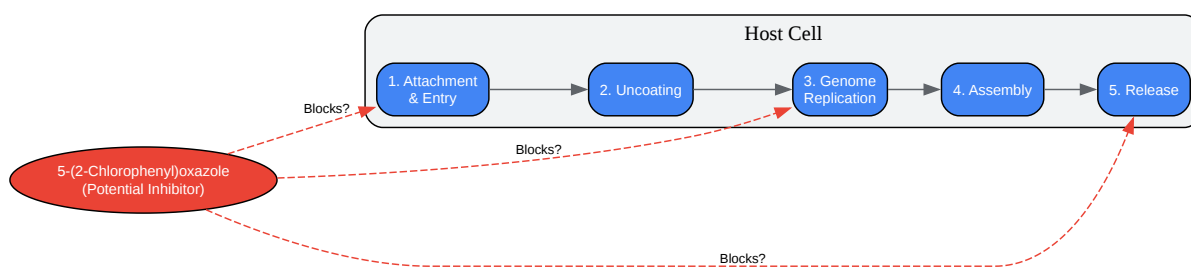 Host Cell
1. Attachment
& Entry
2. Uncoating
3. Genome
Replication
4. Assembly
5. Release
Blocks?
Blocks?
5-(2-Chlorophenyl)oxazole
(Potential Inhibitor)
Blocks?